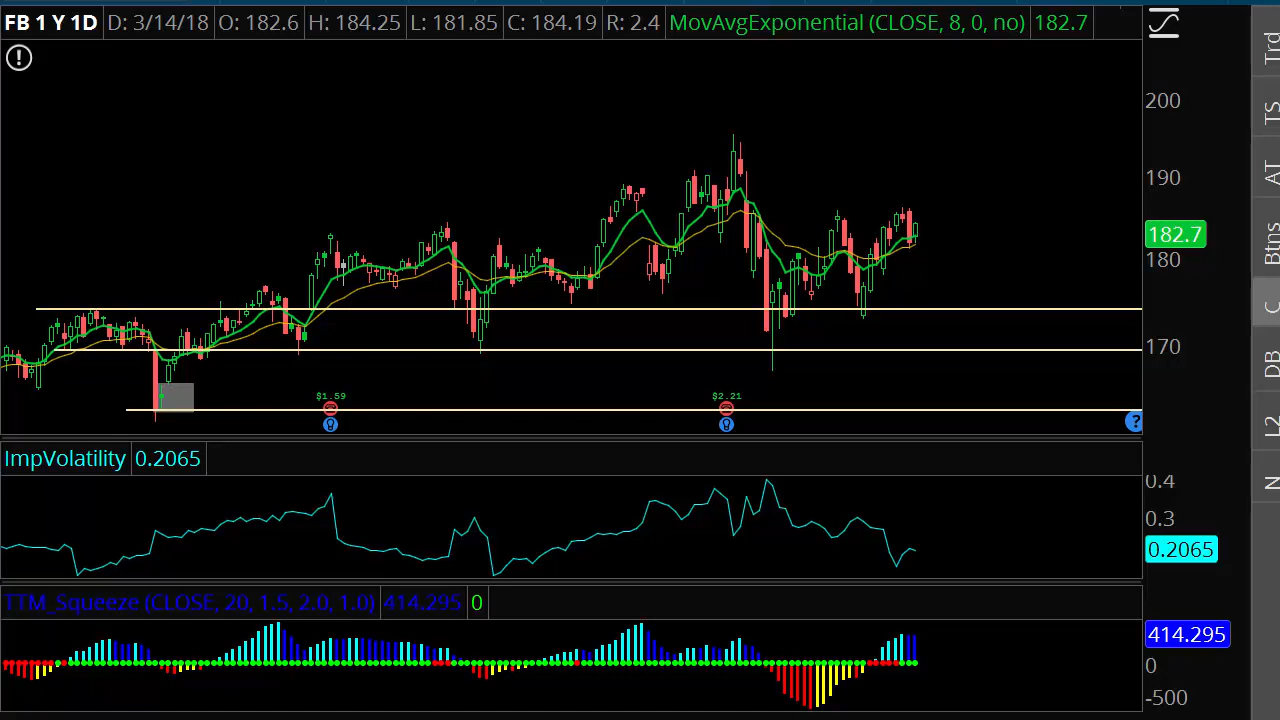 FB 1 Y 1D D: 3/14/18 O: 182.6 H: 184.25 L: 181.85 C: 184.19 R: 2.4 MovAvgExponential (CLOSE, 8, 0, no) 182.7
200
190
182.7
180
170
$1.59
$2.21
?
ImpVolatility 0.2065
0.4
0.3
0.2065
TTM_Squeeze (CLOSE, 20, 1.5, 2.0, 1.0) 414.295 0
414.295
0
-500
Trd
TS
AT
Btns
C
DB
L2
N